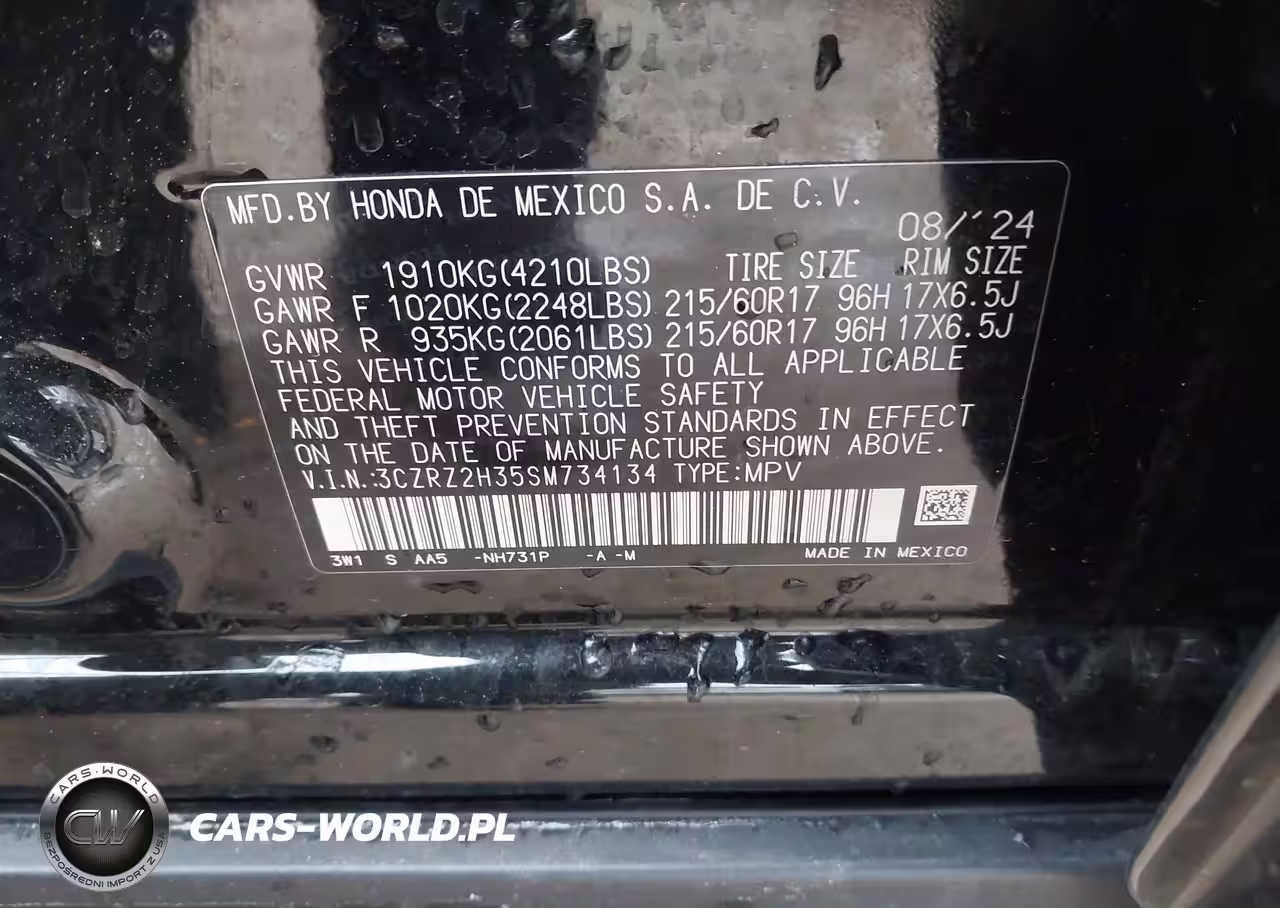 MFD.BY HONDA DE MEXICO S.A. DE C.V.
08/'24
GVWR 1910KG(4210LBS) TIRE SIZE RIM SIZE
GAWR F 1020KG(2248LBS) 215/60R17 96H 17X6.5J
GAWR R 935KG(2061LBS) 215/60R17 96H 17X6.5J
THIS VEHICLE CONFORMS TO ALL APPLICABLE
FEDERAL MOTOR VEHICLE SAFETY
AND THEFT PREVENTION STANDARDS IN EFFECT
ON THE DATE OF MANUFACTURE SHOWN ABOVE.
V.I.N.:3CZRZ2H35SM734134 TYPE:MPV
3W1 S AA5 -NH731P -A -M MADE IN MEXICO
CARS-WORLD
CW
BEZPOŚREDNI IMPORT Z USA
CARS-WORLD.PL